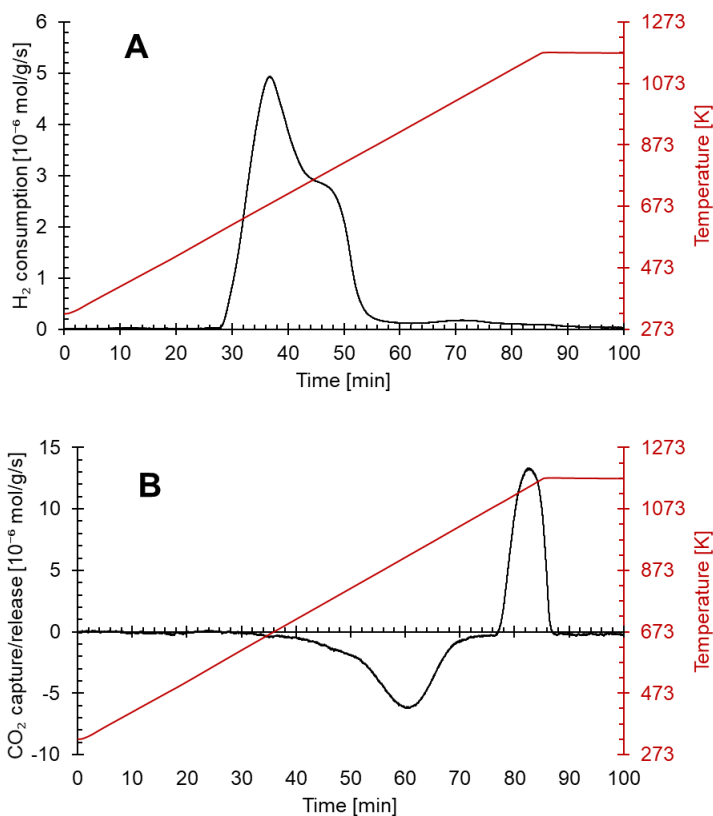 A
H₂ consumption [10⁻⁶ mol/g/s]
6
5
4
3
2
1
0
0 10 20 30 40 50 60 70 80 90 100
Time [min]
1273
1073
873
673
473
273
Temperature [K]
B
CO₂ capture/release [10⁻⁶ mol/g/s]
15
10
5
0
-5
-10
0 10 20 30 40 50 60 70 80 90 100
Time [min]
1273
1073
873
673
473
273
Temperature [K]